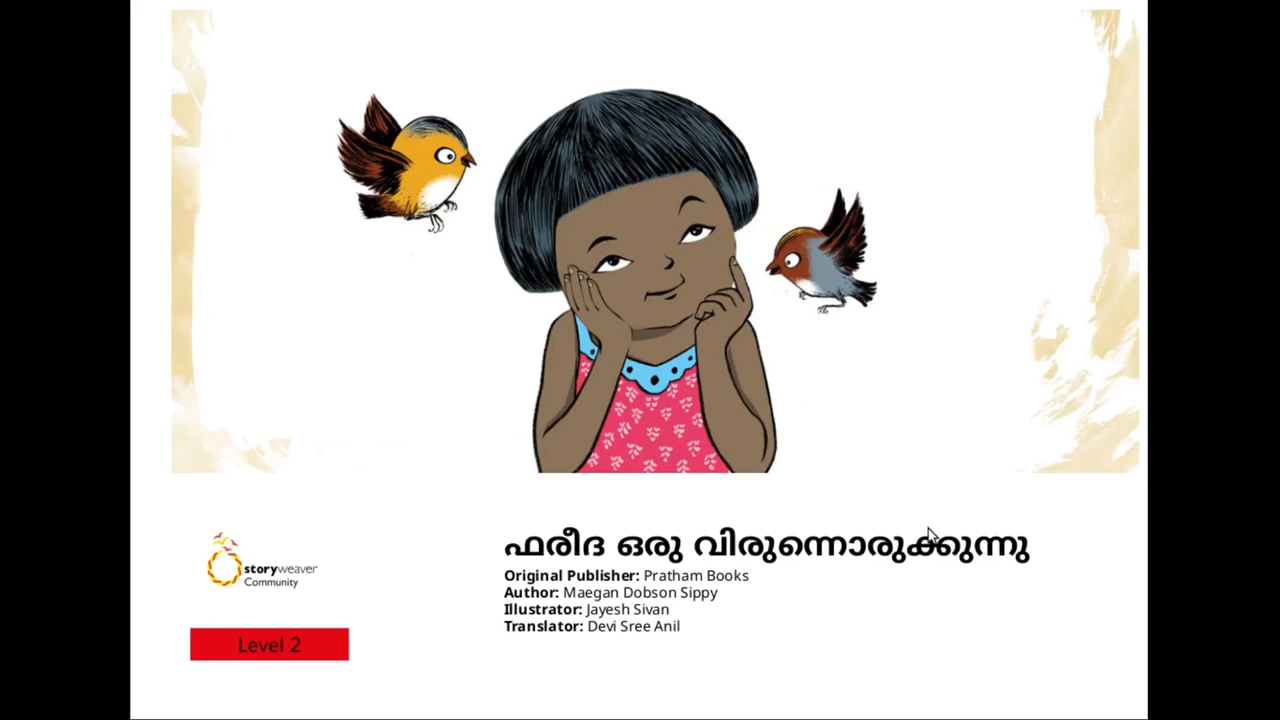 ഫരീദ ഒരു വിരുന്നൊരുക്കുന്നു
Original Publisher: Pratham Books
Author: Maegan Dobson Sippy
Illustrator: Jayesh Sivan
Translator: Devi Sree Anil
storyweaver
Community
Level 2